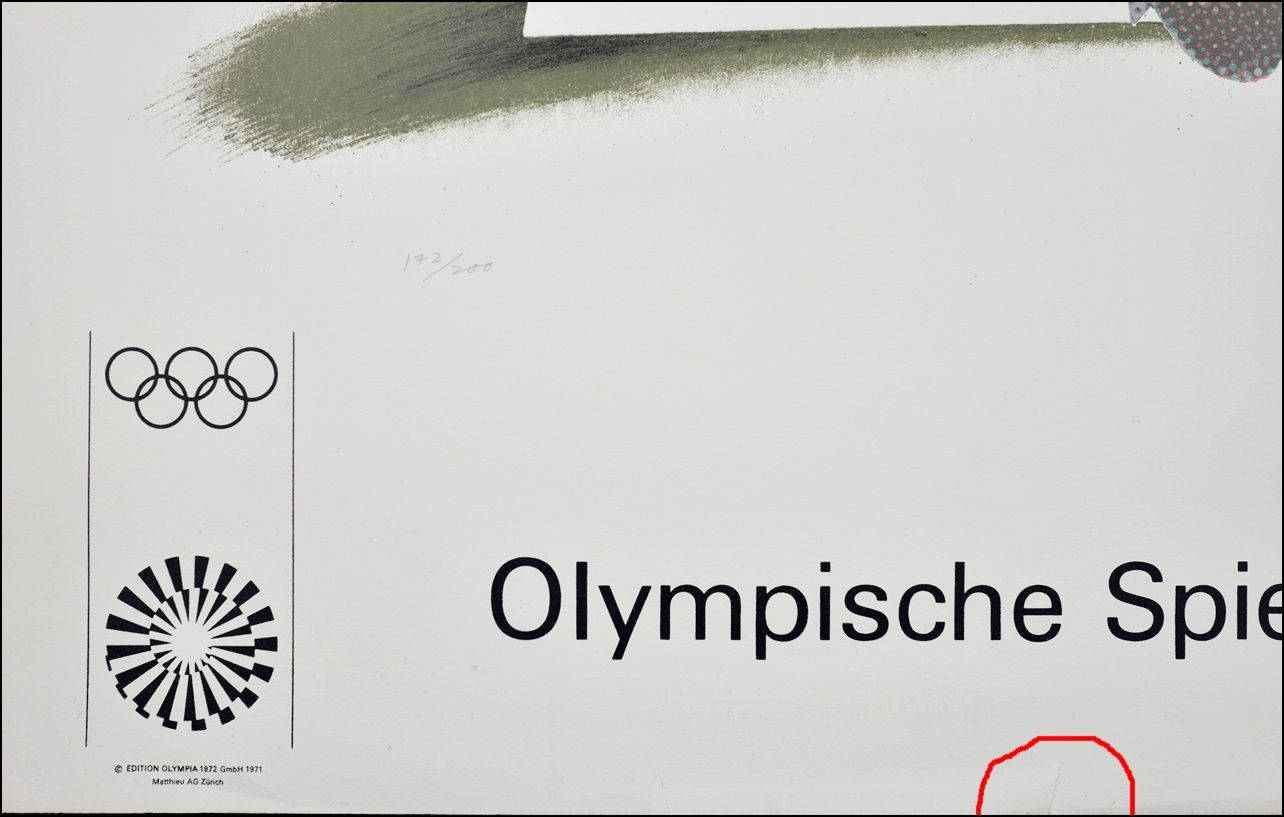 172/200
Olympische Spie
© EDITION OLYMPIA 1972 GmbH 1971
Matthieu AG Zürich